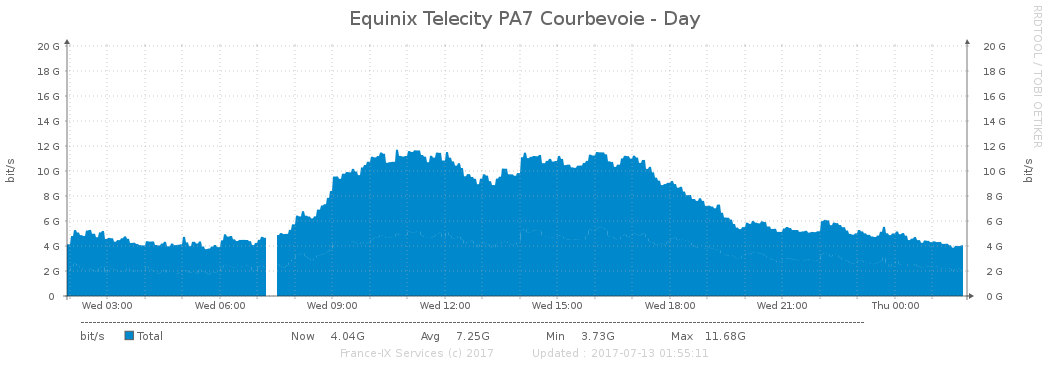 Equinix Telecity PA7 Courbevoie - Day
RRDTOOL / TOBI OETIKER
bit/s
bit/s
20 G 20 G
18 G 18 G
16 G 16 G
14 G 14 G
12 G 12 G
10 G 10 G
8 G 8 G
6 G 6 G
4 G 4 G
2 G 2 G
0 0 G
Wed 03:00 Wed 06:00 Wed 09:00 Wed 12:00 Wed 15:00 Wed 18:00 Wed 21:00 Thu 00:00
bit/s Total Now 4.04G Avg 7.25G Min 3.73G Max 11.68G
France-IX Services (c) 2017 Updated : 2017-07-13 01:55:11